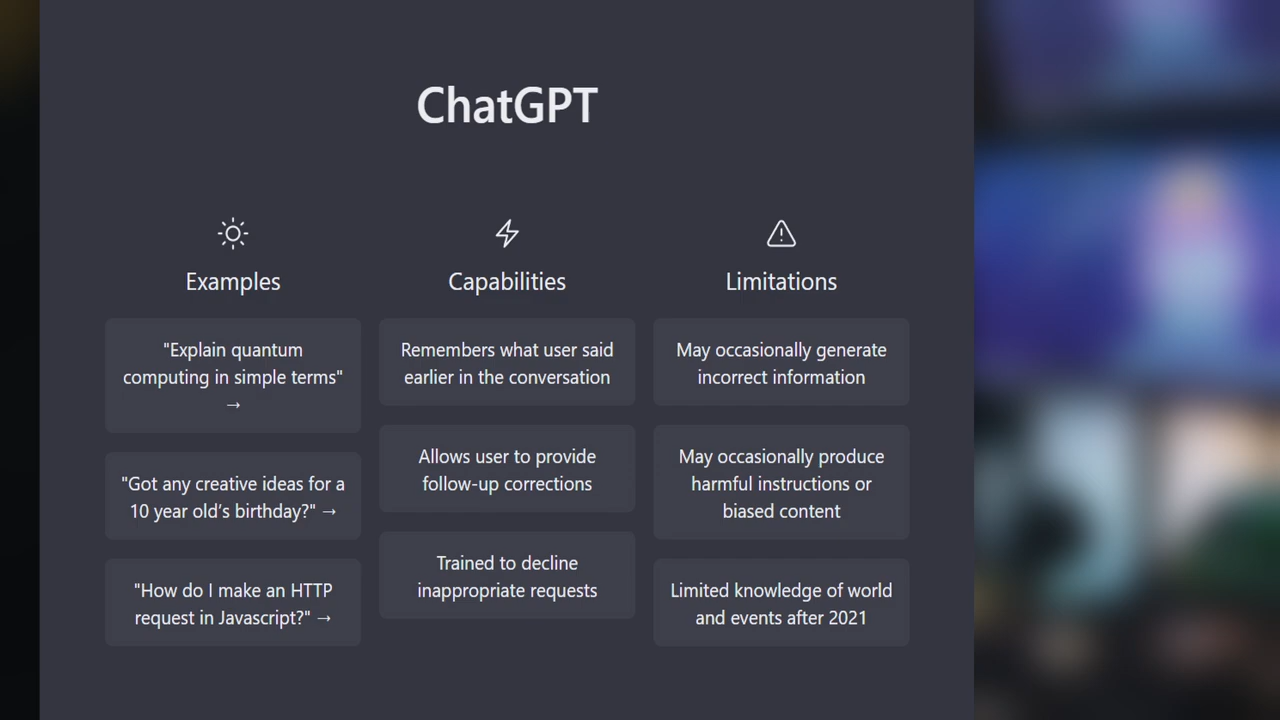 ChatGPT
Examples
"Explain quantum
computing in simple terms"
→
"Got any creative ideas for a
10 year old’s birthday?" →
"How do I make an HTTP
request in Javascript?" →
Capabilities
Remembers what user said
earlier in the conversation
Allows user to provide
follow-up corrections
Trained to decline
inappropriate requests
Limitations
May occasionally generate
incorrect information
May occasionally produce
harmful instructions or
biased content
Limited knowledge of world
and events after 2021